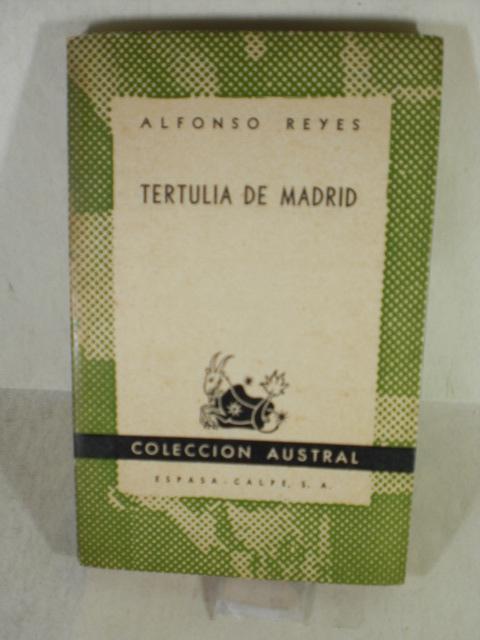 ALFONSO REYES
TERTULIA DE MADRID
COLECCION AUSTRAL
ESPASA-CALPE, S. A.